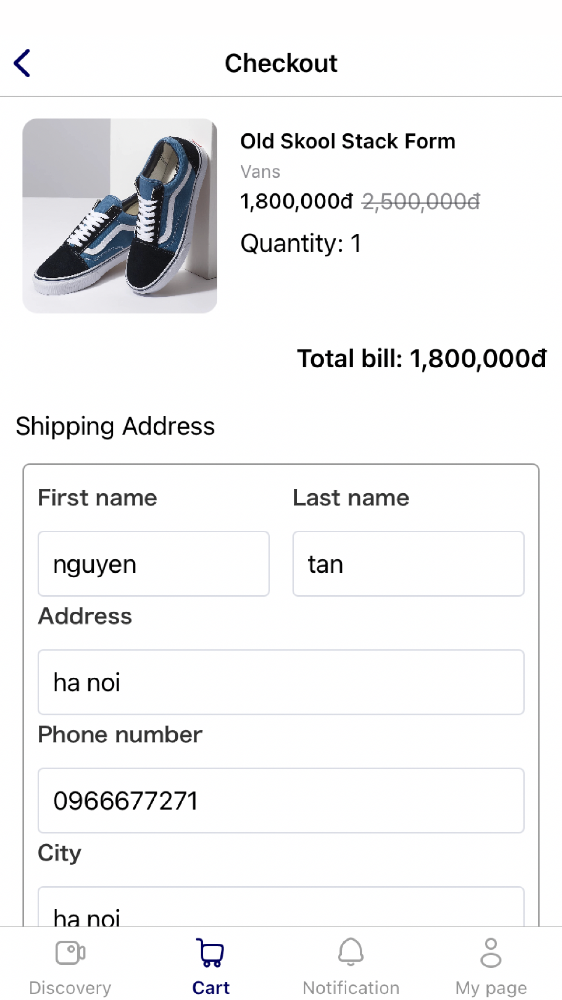 Checkout
Old Skool Stack Form
Vans
1,800,000đ 2,500,000đ
Quantity: 1
Total bill: 1,800,000đ
Shipping Address
First name Last name
nguyen tan
Address
ha noi
Phone number
0966677271
City
ha noi
Discovery Cart Notification My page